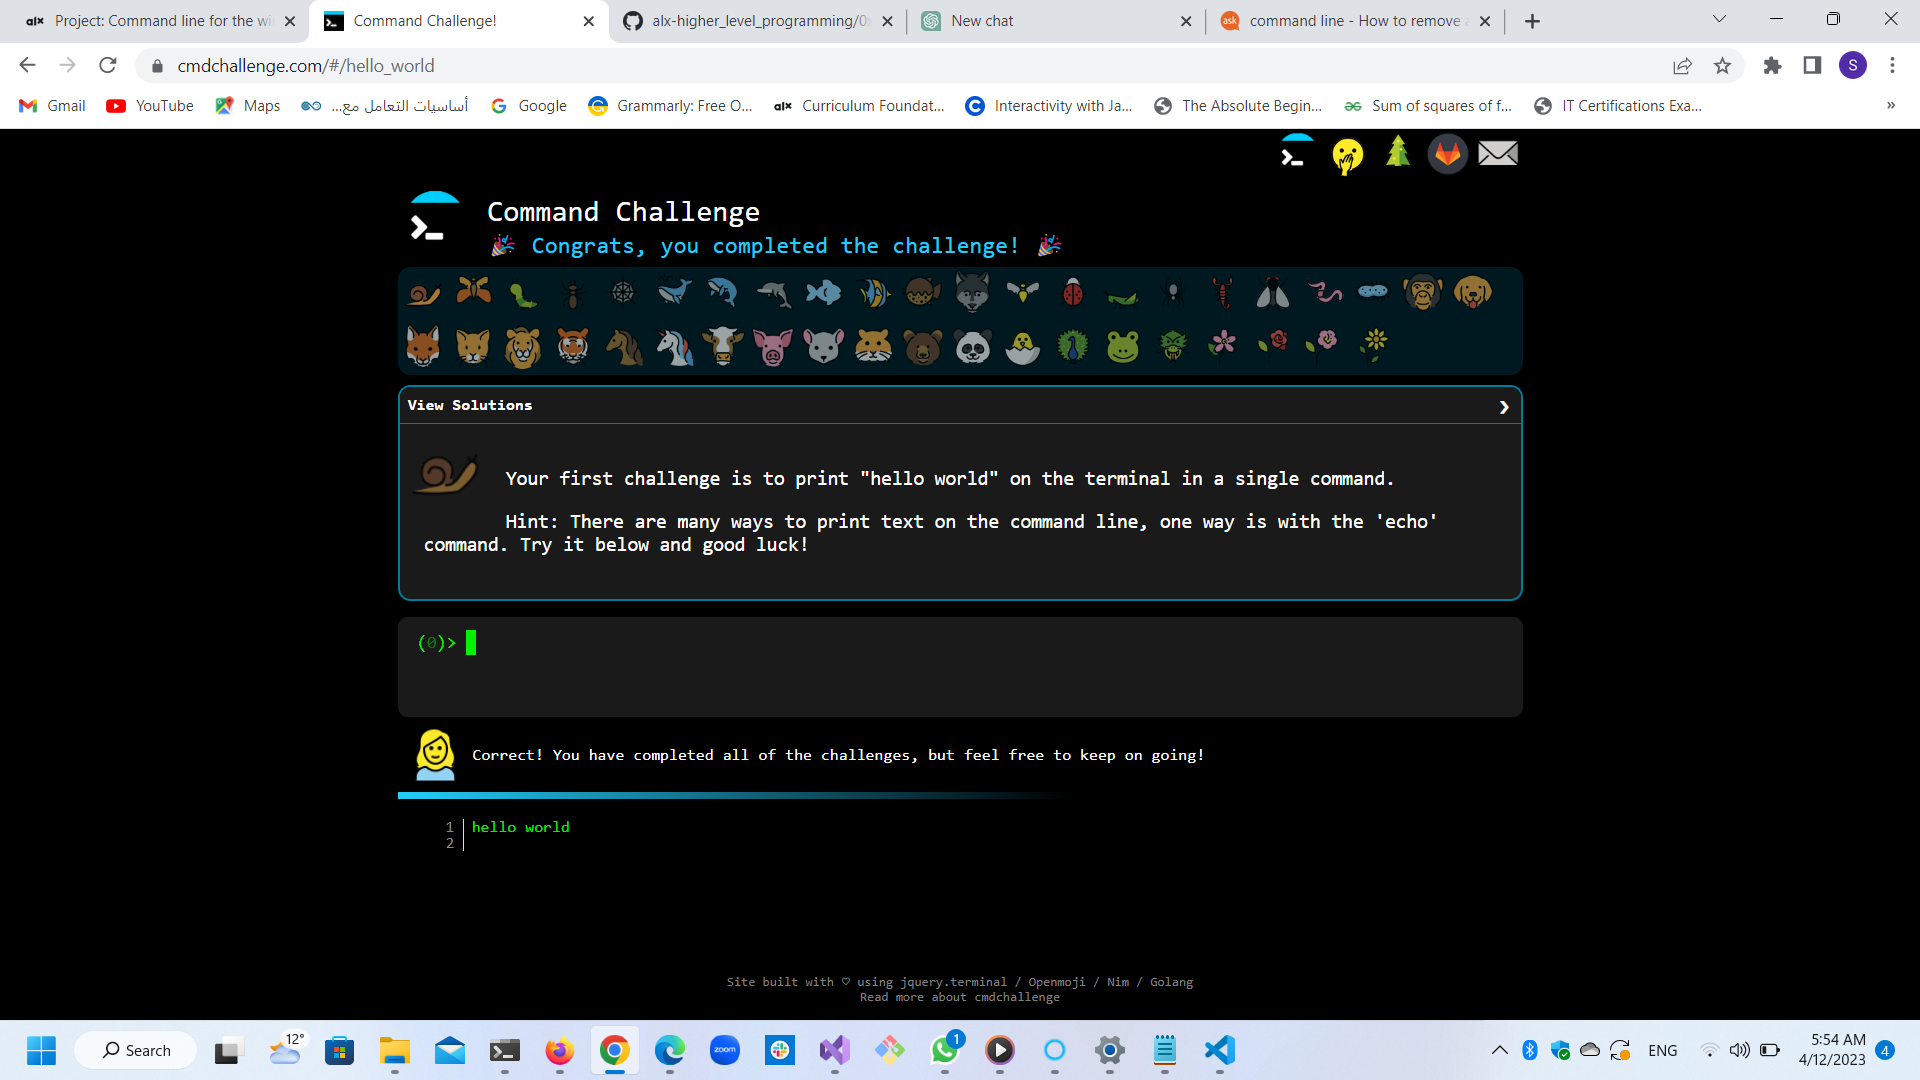 alx Project: Command line for the wi
Command Challenge!
alx-higher_level_programming/0x
New chat
ask command line - How to remove a
cmdchallenge.com/#/hello_world
S
Gmail
YouTube
Maps
أساسيات التعامل مع...
Google
Grammarly: Free O...
alx Curriculum Foundat...
Interactivity with Ja...
The Absolute Begin...
Sum of squares of f...
IT Certifications Exa...
»
Command Challenge
Congrats, you completed the challenge!
View Solutions
Your first challenge is to print "hello world" on the terminal in a single command.
Hint: There are many ways to print text on the command line, one way is with the 'echo'
command. Try it below and good luck!
(0)>
Correct! You have completed all of the challenges, but feel free to keep on going!
1 hello world
2
Site built with ♡ using jquery.terminal / Openmoji / Nim / Golang
Read more about cmdchallenge
Search
12°
zoom
1
ENG
5:54 AM
4/12/2023
4